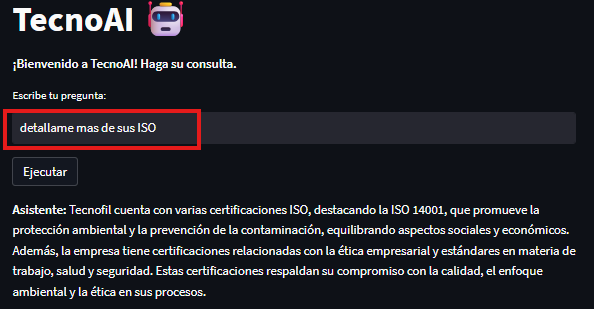 TecnoAI
¡Bienvenido a TecnoAI! Haga su consulta.
Escribe tu pregunta:
detallame mas de sus ISO
Ejecutar
Asistente: Tecnofil cuenta con varias certificaciones ISO, destacando la ISO 14001, que promueve la
protección ambiental y la prevención de la contaminación, equilibrando aspectos sociales y económicos.
Además, la empresa tiene certificaciones relacionadas con la ética empresarial y estándares en materia de
trabajo, salud y seguridad. Estas certificaciones respaldan su compromiso con la calidad, el enfoque
ambiental y la ética en sus procesos.